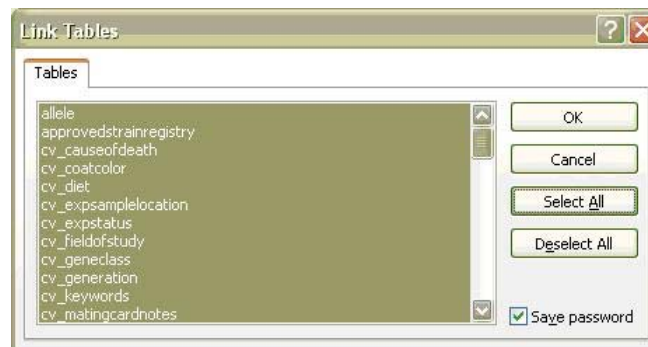 Link Tables
Tables
allele
approvedstrainregistry
cv_causeofdeath
cv_coatcolor
cv_diet
cv_expsamplelocation
cv_expstatus
cv_fieldofstudy
cv_geneclass
cv_generation
cv_keywords
cv_matingcardnotes
OK
Cancel
Select All
Deselect All
Save password